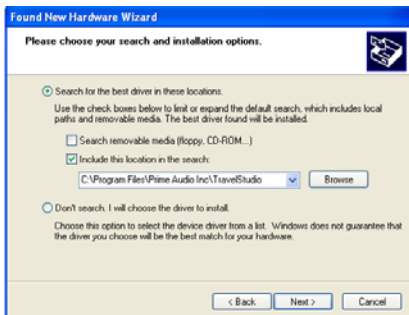 Found New Hardware Wizard
Please choose your search and installation options.
Search for the best driver in these locations.
Use the check boxes below to limit or expand the default search, which includes local
paths and removable media. The best driver found will be installed.
Search removable media (floppy, CD-ROM...)
Include this location in the search:
C:\Program Files\Prime Audio Inc\TravelStudio
Browse
Don't search. I will choose the driver to install.
Choose this option to select the device driver from a list. Windows does not guarantee that
the driver you choose will be the best match for your hardware.
< Back
Next >
Cancel